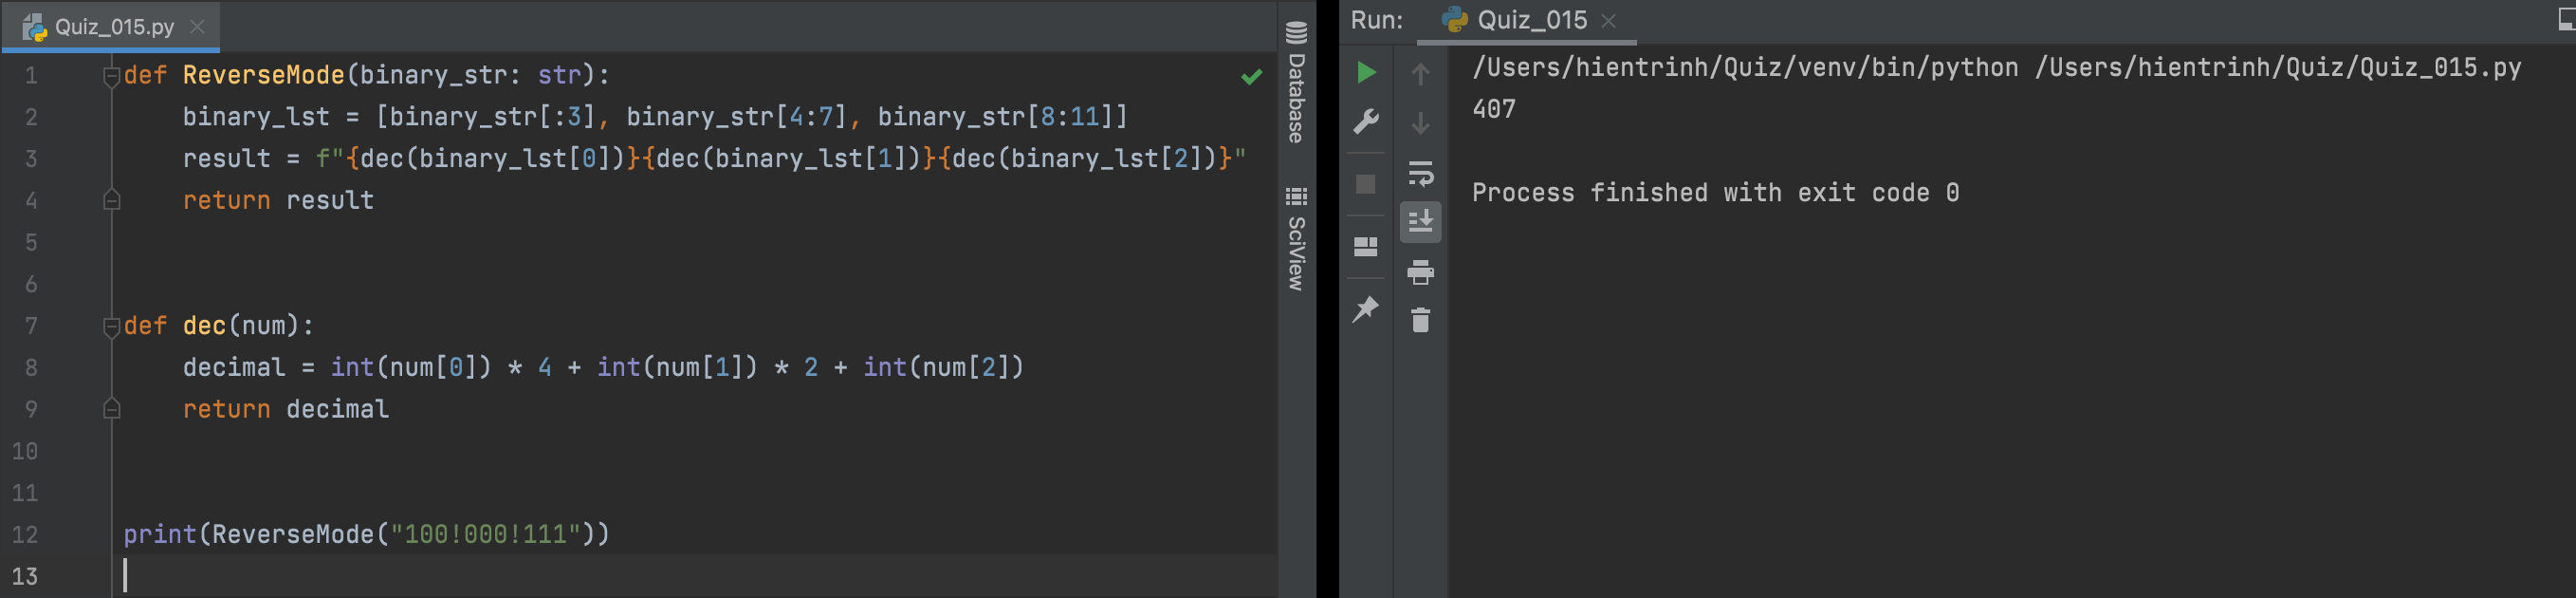 Quiz_015.py
1 def ReverseMode(binary_str: str):
2     binary_lst = [binary_str[:3], binary_str[4:7], binary_str[8:11]]
3     result = f"{dec(binary_lst[0])}{dec(binary_lst[1])}{dec(binary_lst[2])}"
4     return result
5
6
7 def dec(num):
8     decimal = int(num[0]) * 4 + int(num[1]) * 2 + int(num[2])
9     return decimal
10
11
12 print(ReverseMode("100!000!111"))
13
Database
SciView
Run: Quiz_015
/Users/hientrinh/Quiz/venv/bin/python /Users/hientrinh/Quiz/Quiz_015.py
407
Process finished with exit code 0